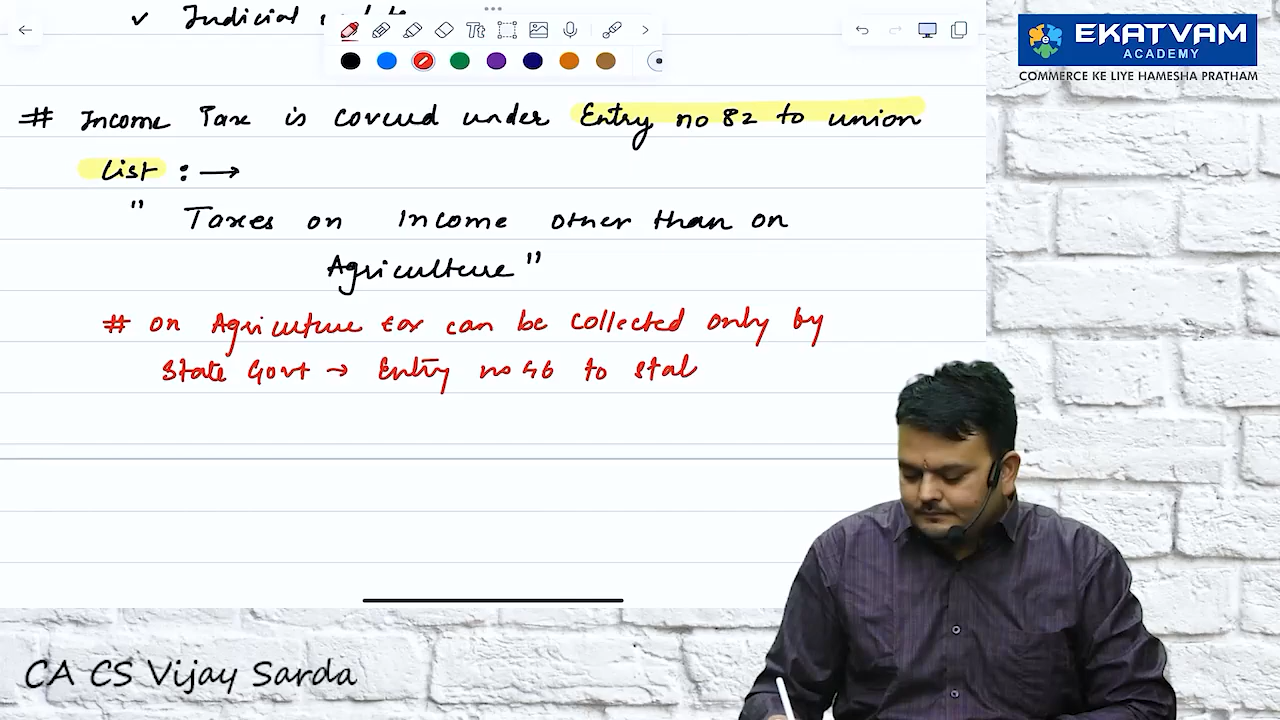 ✓ Judicial
EKATVAM
ACADEMY
COMMERCE KE LIYE HAMESHA PRATHAM
# Income Tax is covered under Entry no 82 to union
List : →
" Taxes on Income other than on
Agriculture "
# on Agriculture tax can be collected only by
State Govt → Entry no 46 to stat
Tt
CA CS Vijay Sarda